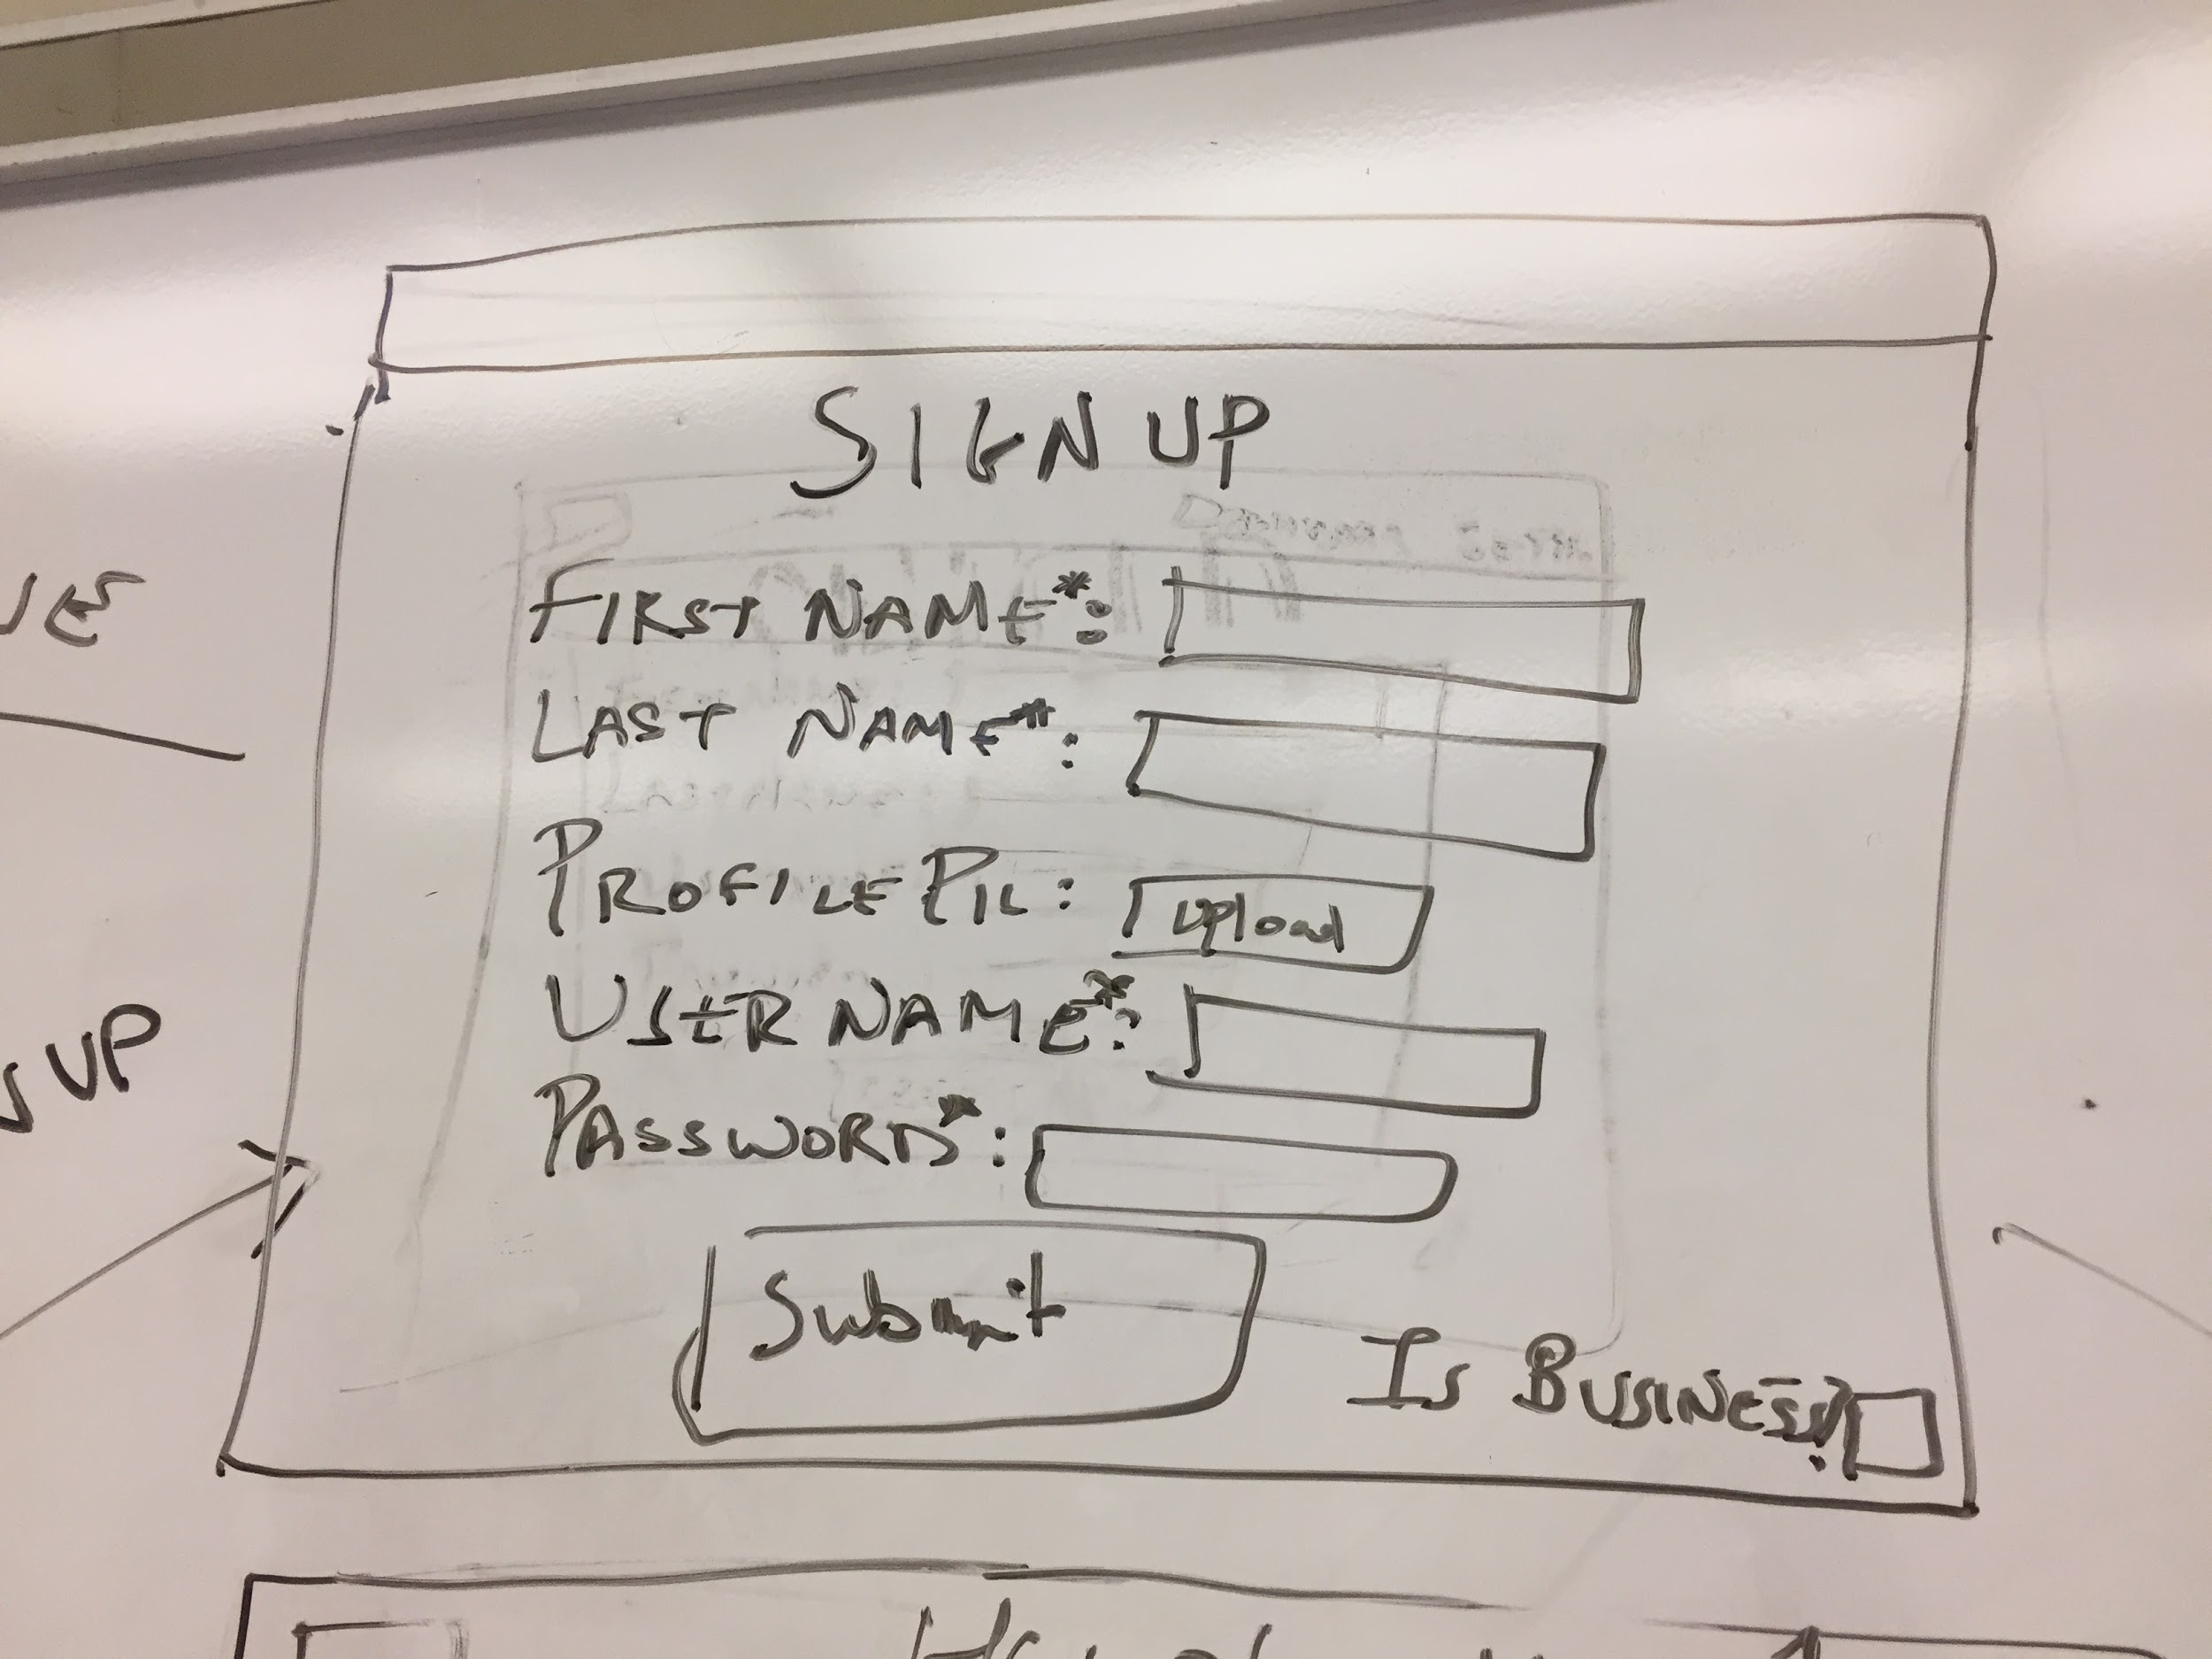 SIGN UP
FIRST NAME*:
LAST NAME*:
PROFILE PIC: upload
USER NAME*:
PASSWORD*:
Submit
IS BUSINESS?
UP